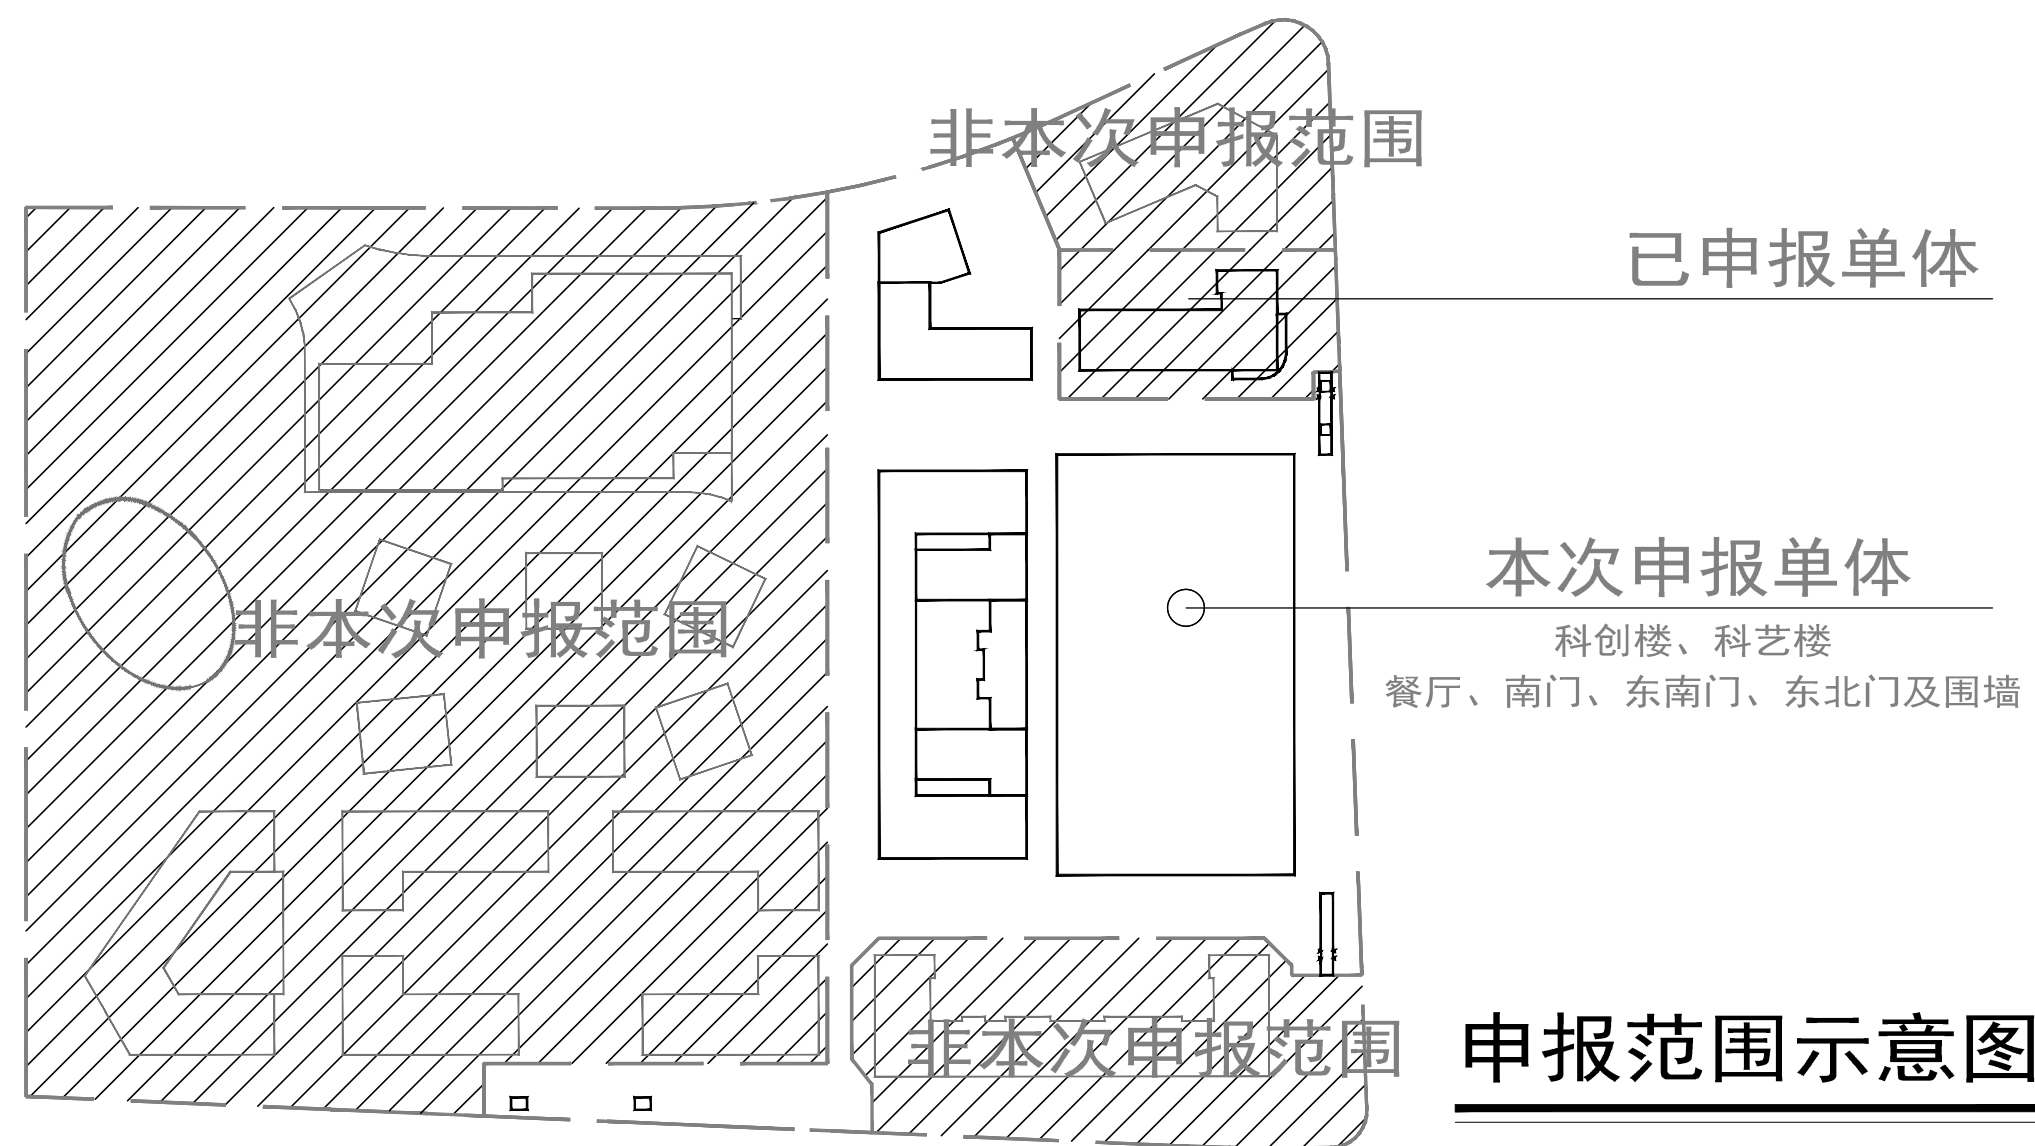 非本次申报范围
已申报单体
本次申报单体
科创楼、科艺楼
餐厅、南门、东南门、东北门及围墙
非本次申报范围
非本次申报范围
申报范围示意图